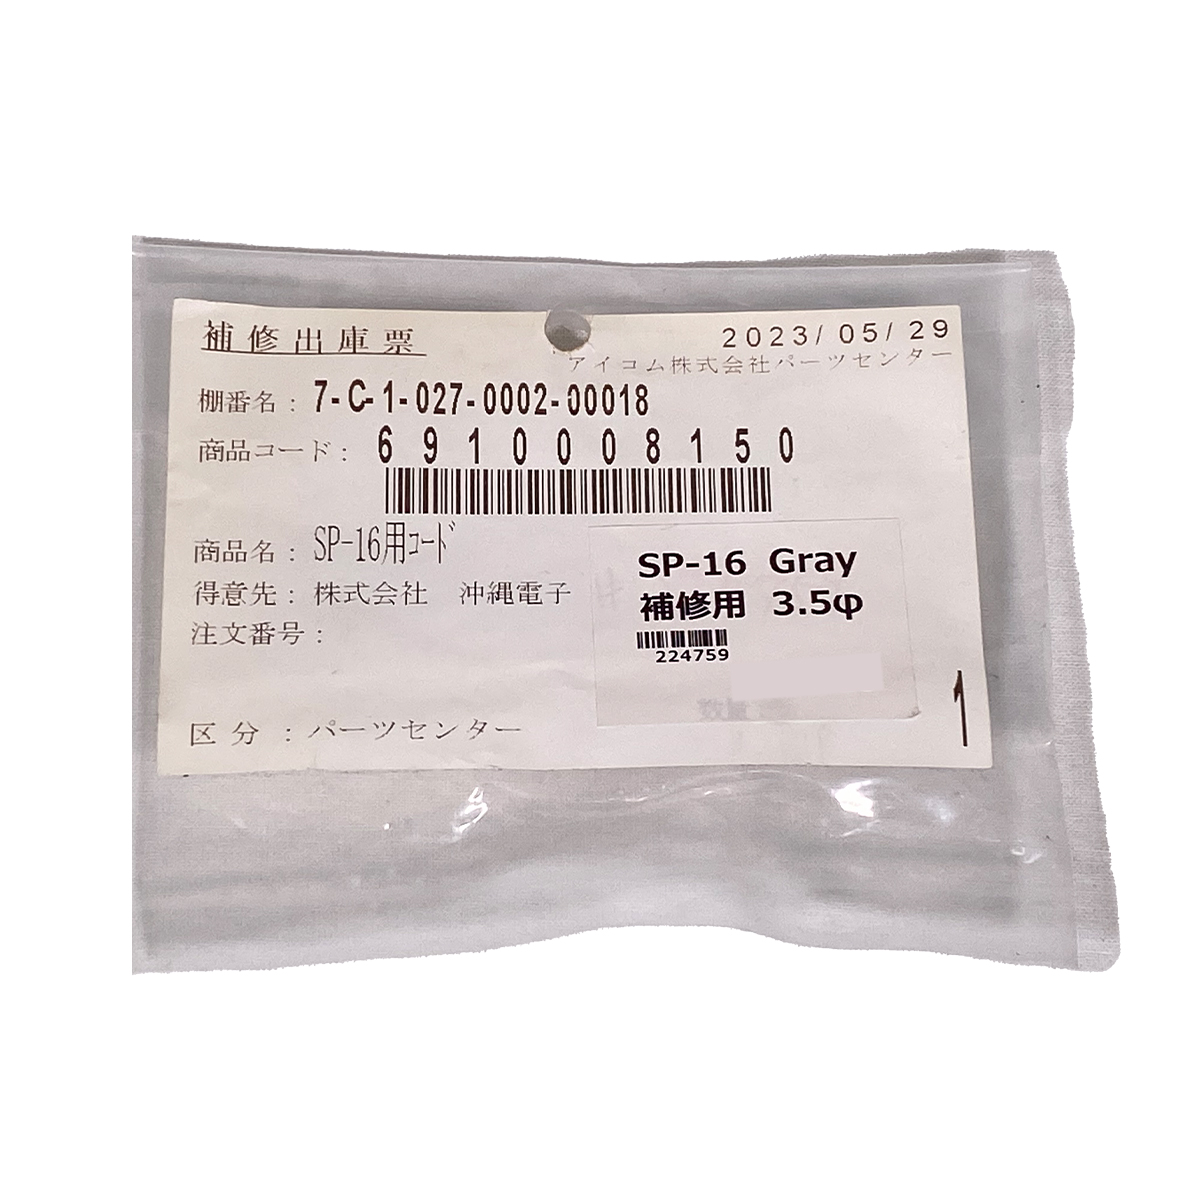 補修出庫票
2023/05/29
アイコム株式会社パーツセンター
棚番名：7-C-1-027-0002-00018
商品コード：6910008150
商品名：SP-16用ｺｰﾄﾞ
得意先：株式会社　沖縄電子
注文番号：
区分：パーツセンター
SP-16 Gray
補修用 3.5φ
224759
数量
1